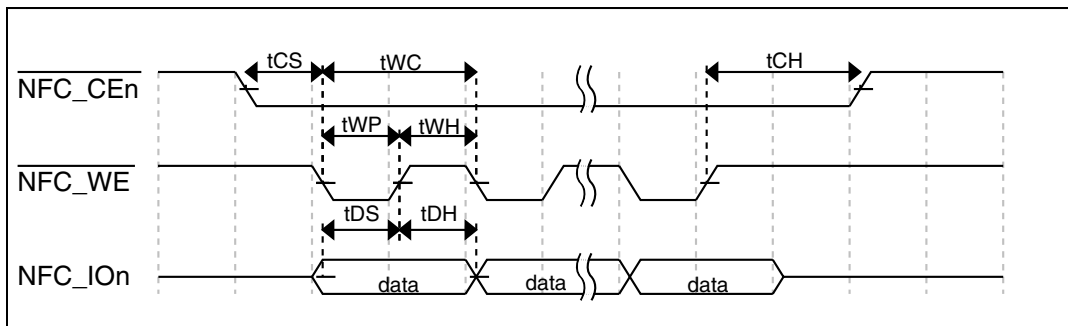 tCS tWC tCH
NFC_CEn
tWP tWH
NFC_WE
tDS tDH
NFC_IOn data data data